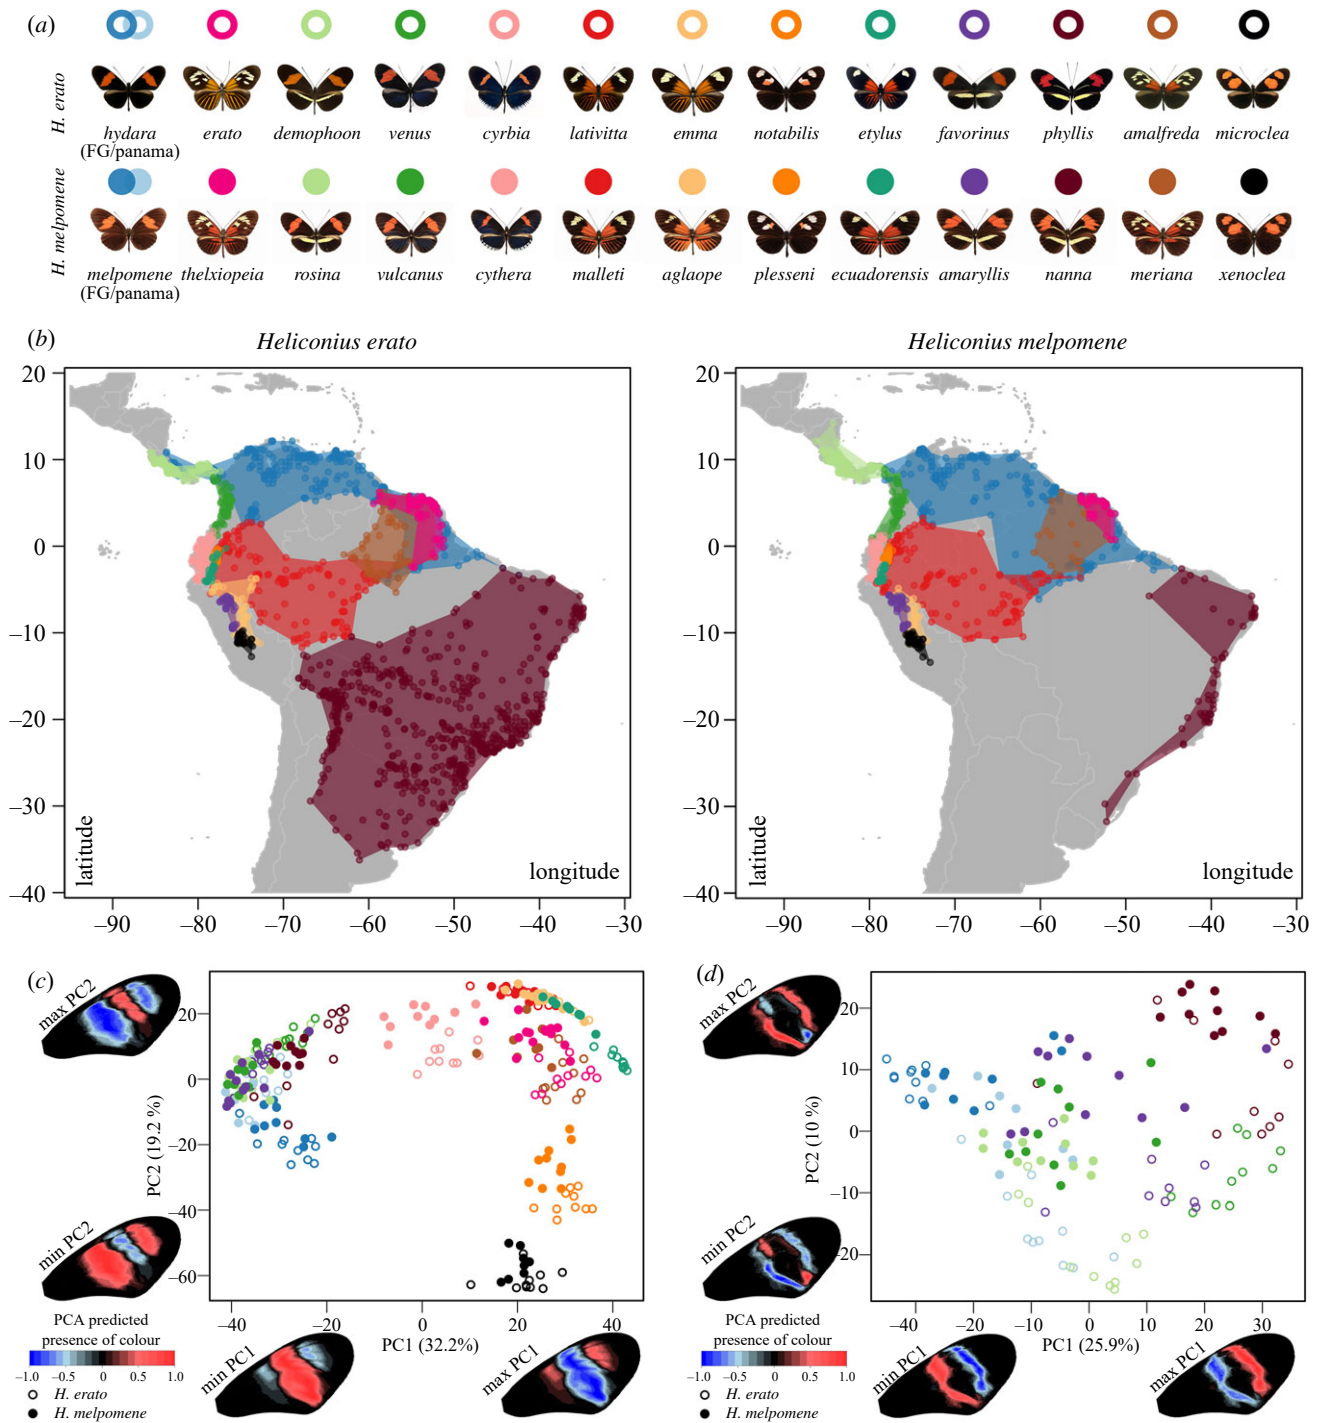 (a)
H. erato
hydara erato demophoon venus cyrbia lativitta emma notabilis etylus favorinus phyllis amalfreda microclea
(FG/panama)
H. melpomene
melpomene thelxiopeia rosina vulcanus cythera malleti aglaope plesseni ecuadorensis amaryllis nanna meriana xenoclea
(FG/panama)
(b)
Heliconius erato
20
10
0
–10
–20
–30
–40
latitude
longitude
–90 –80 –70 –60 –50 –40 –30
Heliconius melpomene
20
10
0
–10
–20
–30
–40
latitude
longitude
–90 –80 –70 –60 –50 –40 –30
(c)
max PC2
min PC2
PC2 (19.2 %)
20
0
–20
–40
–60
–40 –20 0 20 40
PC1 (32.2%)
min PC1
max PC1
PCA predicted
presence of colour
–1.0 –0.5 0 0.5 1.0
H. erato
H. melpomene
(d)
max PC2
min PC2
PC2 (10 %)
20
10
0
–10
–20
–40 –30 –20 –10 0 10 20 30
PC1 (25.9%)
min PC1
max PC1
PCA predicted
presence of colour
–1.0 –0.5 0 0.5 1.0
H. erato
H. melpomene